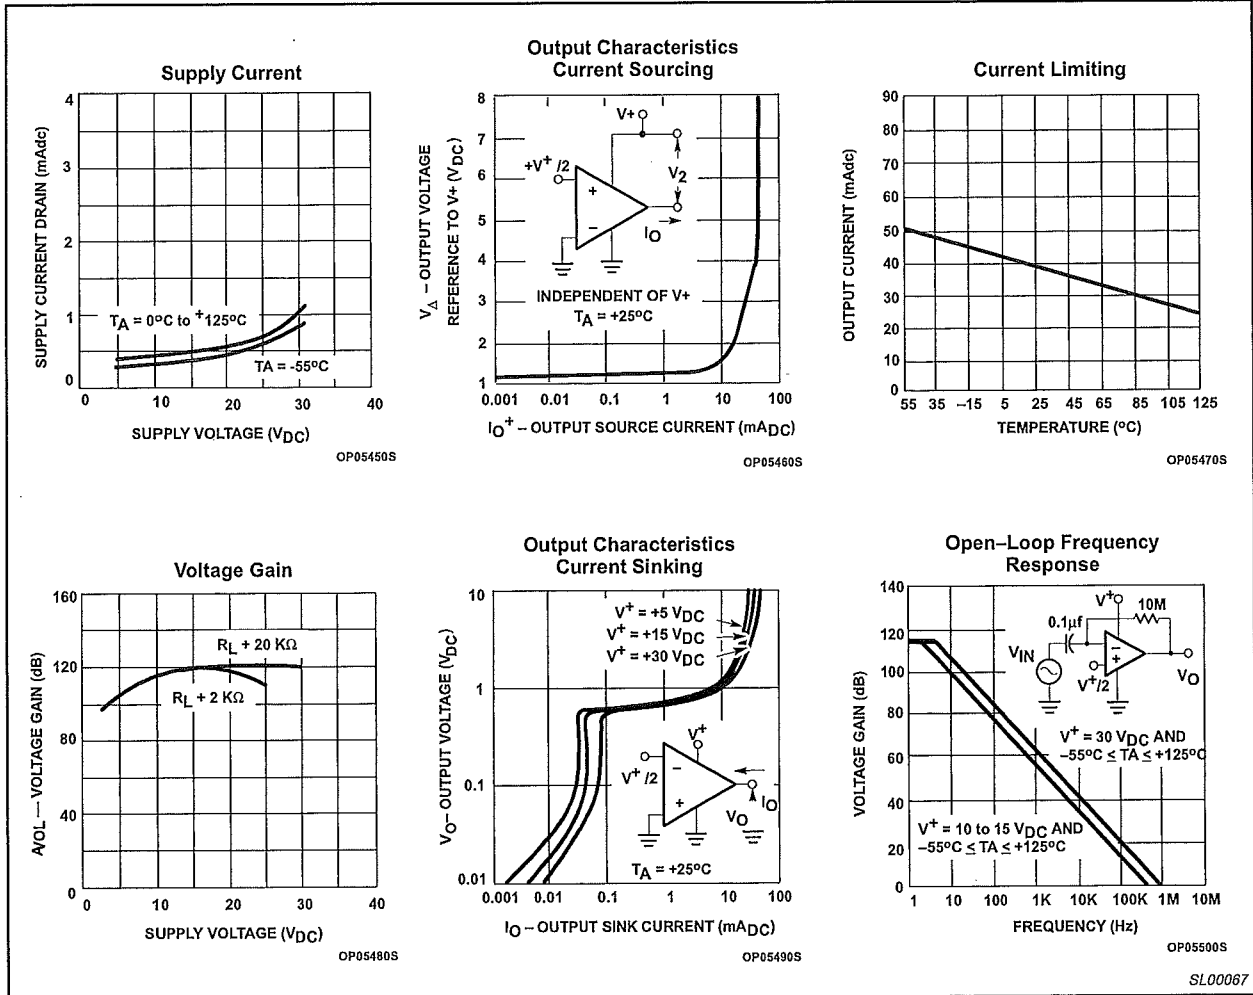 Supply Current
4
3
2
1
0
SUPPLY CURRENT DRAIN (mAdc)
TA = 0oC to +125oC
TA = -55oC
0 10 20 30 40
SUPPLY VOLTAGE (VDC)
OP05450S
Output Characteristics
Current Sourcing
8
7
6
5
4
3
2
1
VΔ – OUTPUT VOLTAGE
REFERENCE TO V+ (VDC)
V+
+V+/2
+
–
V2
IO
INDEPENDENT OF V+
TA = +25oC
0.001 0.01 0.1 1 10 100
IO+ – OUTPUT SOURCE CURRENT (mADC)
OP05460S
Current Limiting
90
80
70
60
50
40
30
20
10
0
OUTPUT CURRENT (mAdc)
55 35 –15 5 25 45 65 85 105 125
TEMPERATURE (oC)
OP05470S
Voltage Gain
160
120
80
40
0
AVOL — VOLTAGE GAIN (dB)
RL + 20 KΩ
RL + 2 KΩ
0 10 20 30 40
SUPPLY VOLTAGE (VDC)
OP05480S
Output Characteristics
Current Sinking
10
1
0.1
0.01
VO– OUTPUT VOLTAGE (VDC)
V+ = +5 VDC
V+ = +15 VDC
V+ = +30 VDC
V+
V+/2
–
+
VO
IO
TA = +25oC
0.001 0.01 0.1 1 10 100
IO – OUTPUT SINK CURRENT (mADC)
OP05490S
Open–Loop Frequency
Response
140
120
100
80
60
40
20
0
VOLTAGE GAIN (dB)
V+
10M
0.1µf
VIN
–
+
V+/2
VO
V+ = 30 VDC AND
–55oC ≤ TA ≤ +125oC
V+ = 10 to 15 VDC AND
–55oC ≤ TA ≤ +125oC
1 10 100 1K 10K 100K 1M 10M
FREQUENCY (Hz)
OP05500S
SL00067